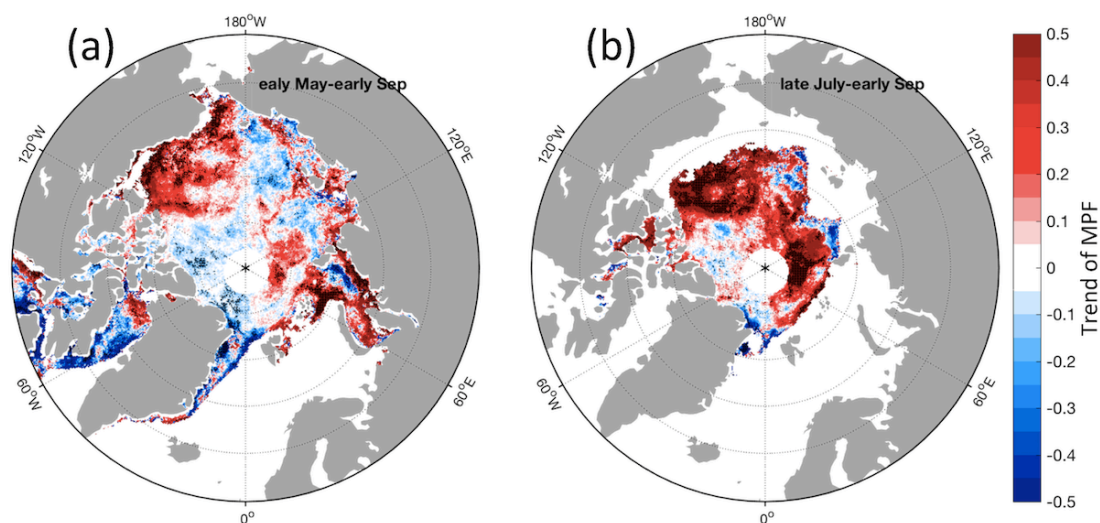 (a)
180°W
ealy May-early Sep
120°W
120°E
60°W
60°E
0°
(b)
180°W
late July-early Sep
120°W
120°E
60°W
60°E
0°
0.5
0.4
0.3
0.2
0.1
0
-0.1
-0.2
-0.3
-0.4
-0.5
Trend of MPF